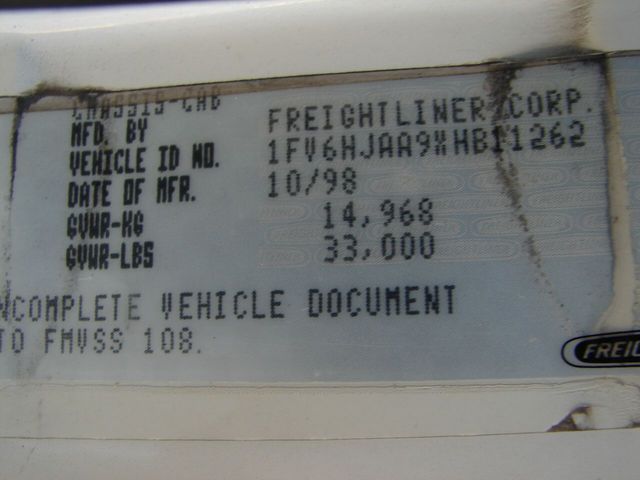 CHASSIS-CAB
MFD. BY FREIGHTLINER CORP.
VEHICLE ID NO. 1FV6HJAA9XHB11262
DATE OF MFR. 10/98
GVWR-KG 14,968
GVWR-LBS 33,000
NCOMPLETE VEHICLE DOCUMENT
TO FMVSS 108.
FREIG